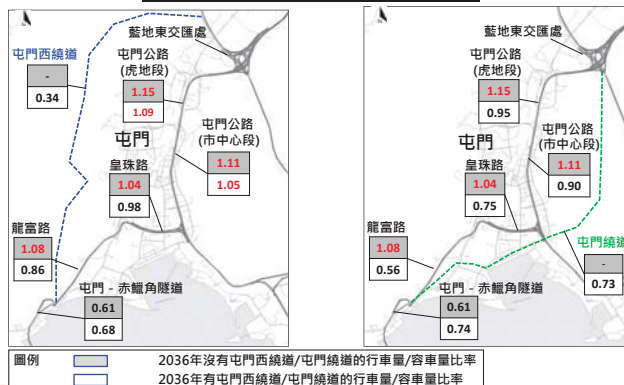 藍地東交匯處
屯門西繞道
-
0.34
屯門公路
(虎地段)
1.15
1.09
屯門
屯門公路
(市中心段)
1.11
1.05
皇珠路
1.04
0.98
龍富路
1.08
0.86
屯門 - 赤鱲角隧道
0.61
0.68
藍地東交匯處
屯門公路
(虎地段)
1.15
0.95
屯門
屯門公路
(市中心段)
1.11
0.90
皇珠路
1.04
0.75
龍富路
1.08
0.56
屯門繞道
-
0.73
屯門 - 赤鱲角隧道
0.61
0.74
圖例
2036年沒有屯門西繞道/屯門繞道的行車量/容車量比率
2036年有屯門西繞道/屯門繞道的行車量/容車量比率